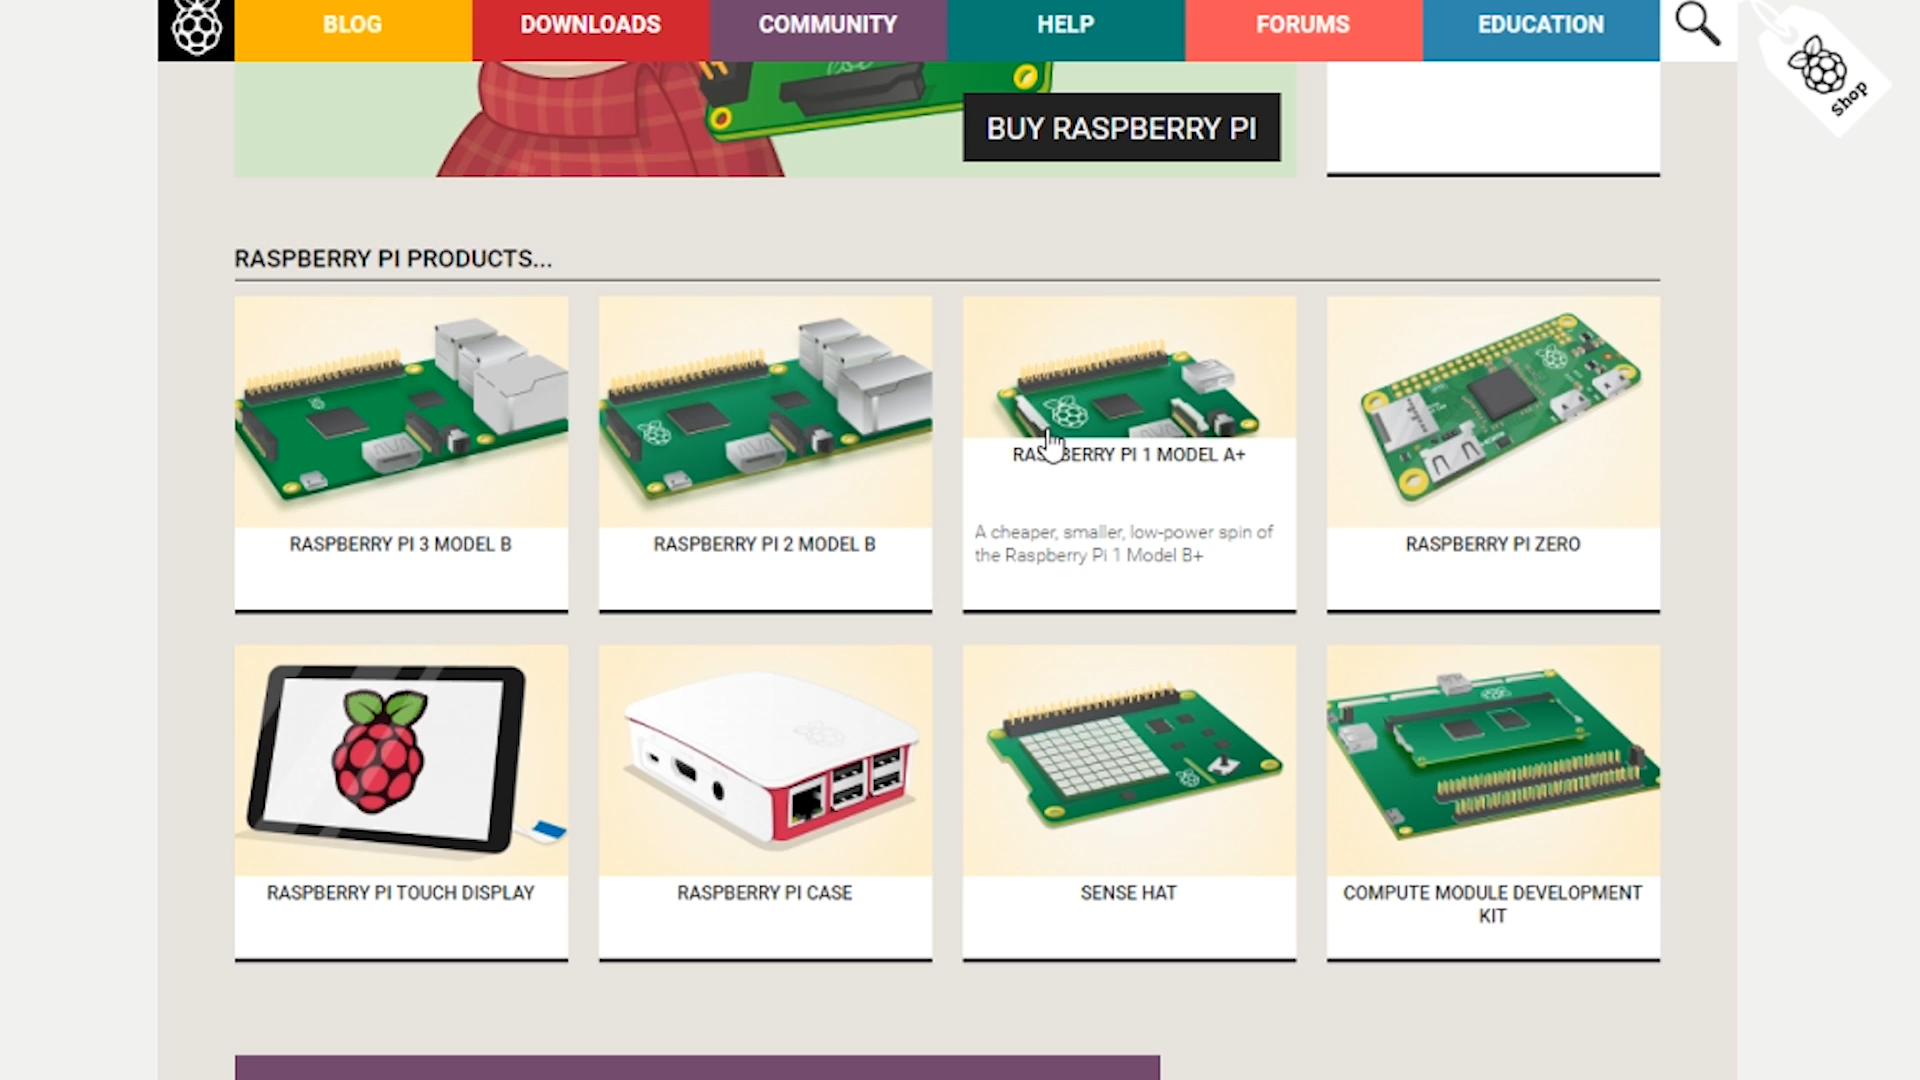 BLOG
DOWNLOADS
COMMUNITY
HELP
FORUMS
EDUCATION
Shop
BUY RASPBERRY PI
RASPBERRY PI PRODUCTS...
RASPBERRY PI 3 MODEL B
RASPBERRY PI 2 MODEL B
RASPBERRY PI 1 MODEL A+
A cheaper, smaller, low-power spin of
the Raspberry Pi 1 Model B+
RASPBERRY PI ZERO
RASPBERRY PI TOUCH DISPLAY
RASPBERRY PI CASE
SENSE HAT
COMPUTE MODULE DEVELOPMENT
KIT